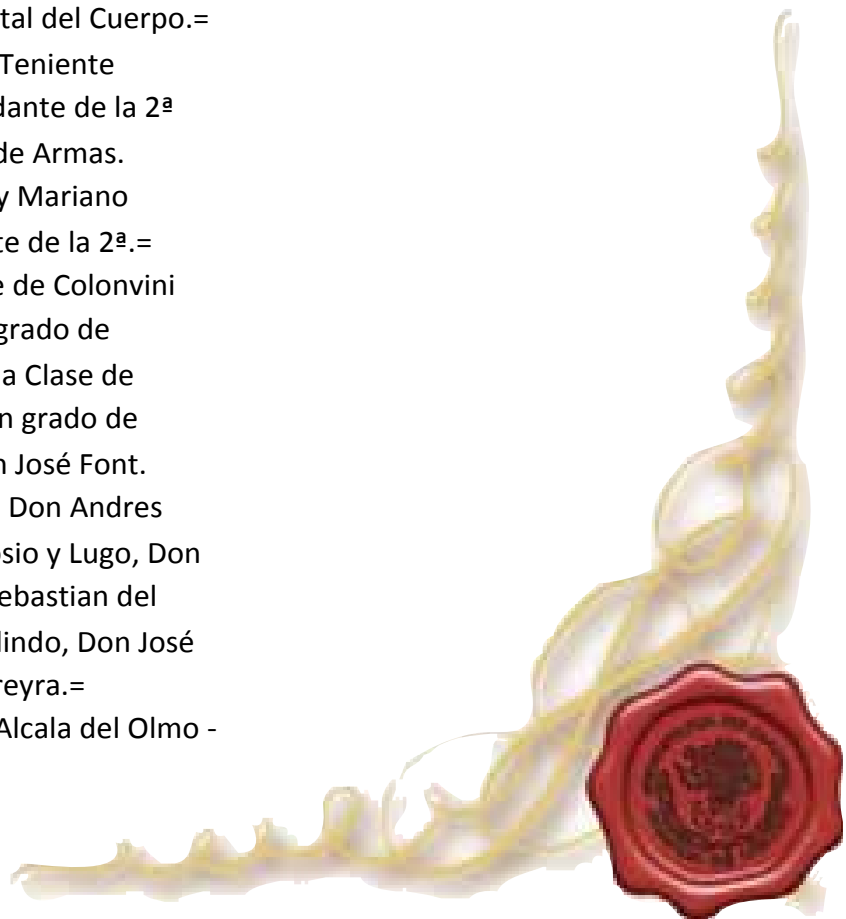 tal del Cuerpo.=
Teniente
dante de la 2ª
de Armas.
y Mariano
te de la 2ª.=
e de Colonvini
grado de
a Clase de
n grado de
n José Font.
Don Andres
sio y Lugo, Don
ebastian del
lindo, Don José
reyra.=
Alcala del Olmo -